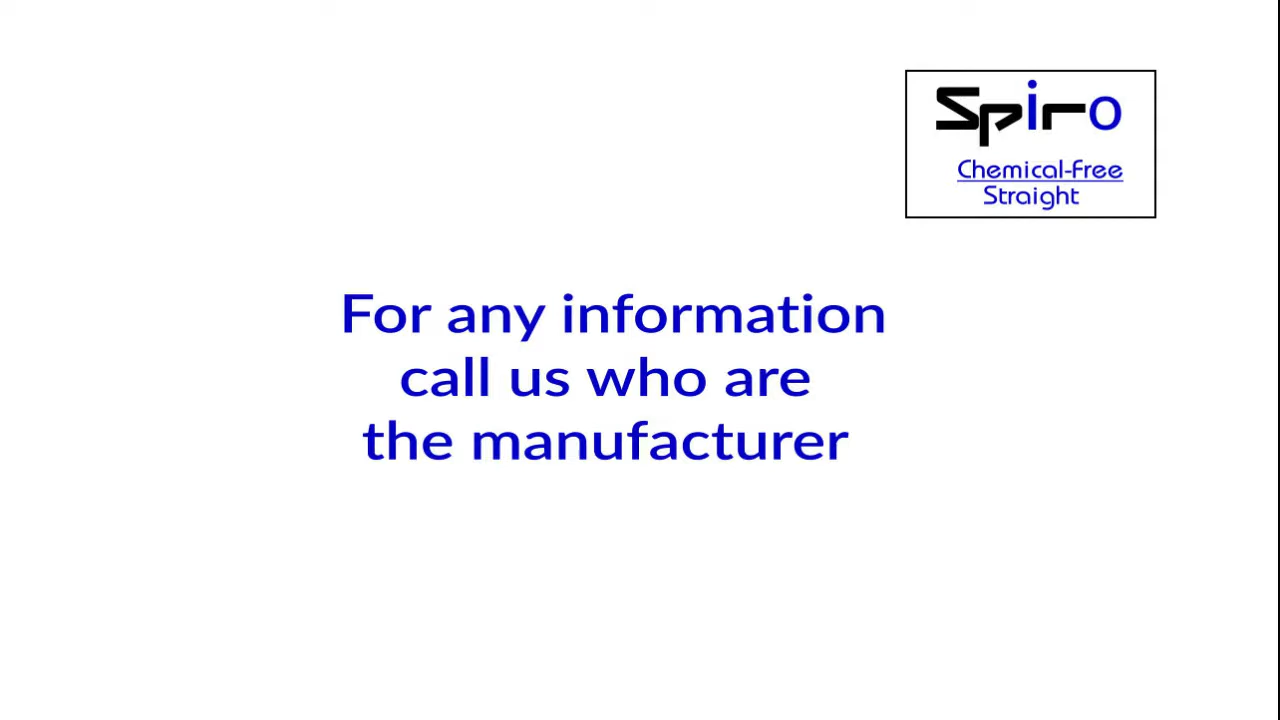 Spiro
Chemical-Free
Straight
For any information
call us who are
the manufacturer